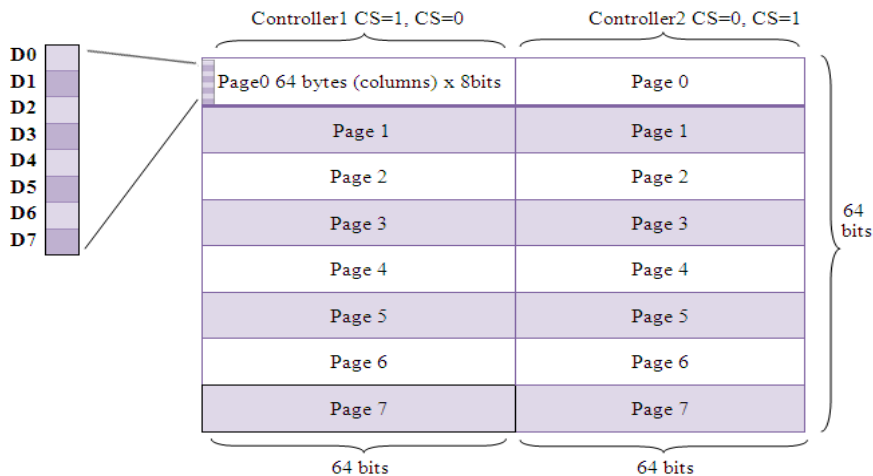 Controller1 CS=1, CS=0
Controller2 CS=0, CS=1
D0
D1
D2
D3
D4
D5
D6
D7
Page0 64 bytes (columns) x 8bits
Page 0
Page 1
Page 1
Page 2
Page 2
Page 3
Page 3
Page 4
Page 4
Page 5
Page 5
Page 6
Page 6
Page 7
Page 7
64
bits
64 bits
64 bits